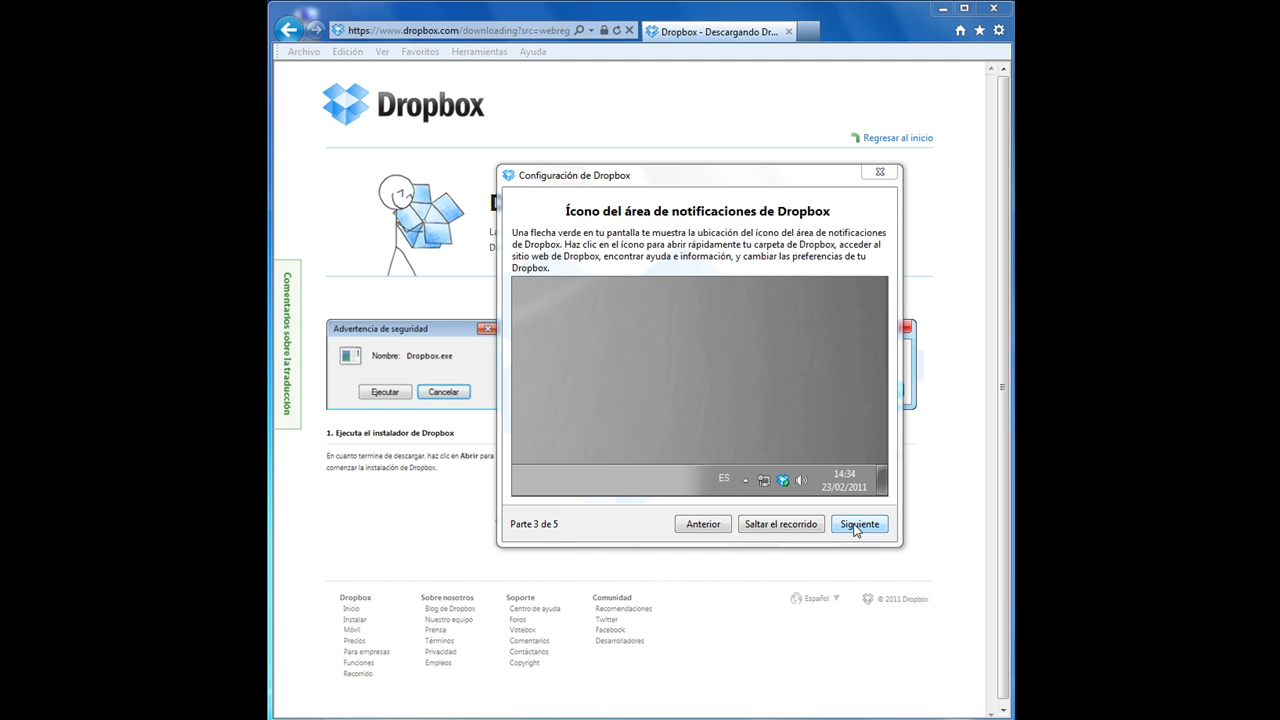 https://www.dropbox.com/downloading?src=webreg
Dropbox - Descargando Dr...
Archivo Edición Ver Favoritos Herramientas Ayuda
Dropbox
Regresar al inicio
Configuración de Dropbox
Ícono del área de notificaciones de Dropbox
Una flecha verde en tu pantalla te muestra la ubicación del ícono del área de notificaciones
de Dropbox. Haz clic en el ícono para abrir rápidamente tu carpeta de Dropbox, acceder al
sitio web de Dropbox, encontrar ayuda e información, y cambiar las preferencias de tu
Dropbox.
ES
14:34
23/02/2011
Parte 3 de 5
Anterior
Saltar el recorrido
Siguiente
Comentarios sobre la traducción
Advertencia de seguridad
Nombre: Dropbox.exe
Ejecutar
Cancelar
1. Ejecuta el instalador de Dropbox
En cuanto termine de descargar, haz clic en Abrir para
comenzar la instalación de Dropbox.
Dropbox
Inicio
Instalar
Móvil
Precios
Para empresas
Funciones
Recorrido
Sobre nosotros
Blog de Dropbox
Nuestro equipo
Prensa
Términos
Privacidad
Empleos
Soporte
Centro de ayuda
Foros
Votebox
Comentarios
Contáctanos
Copyright
Comunidad
Recomendaciones
Twitter
Facebook
Desarrolladores
Español
© 2011 Dropbox